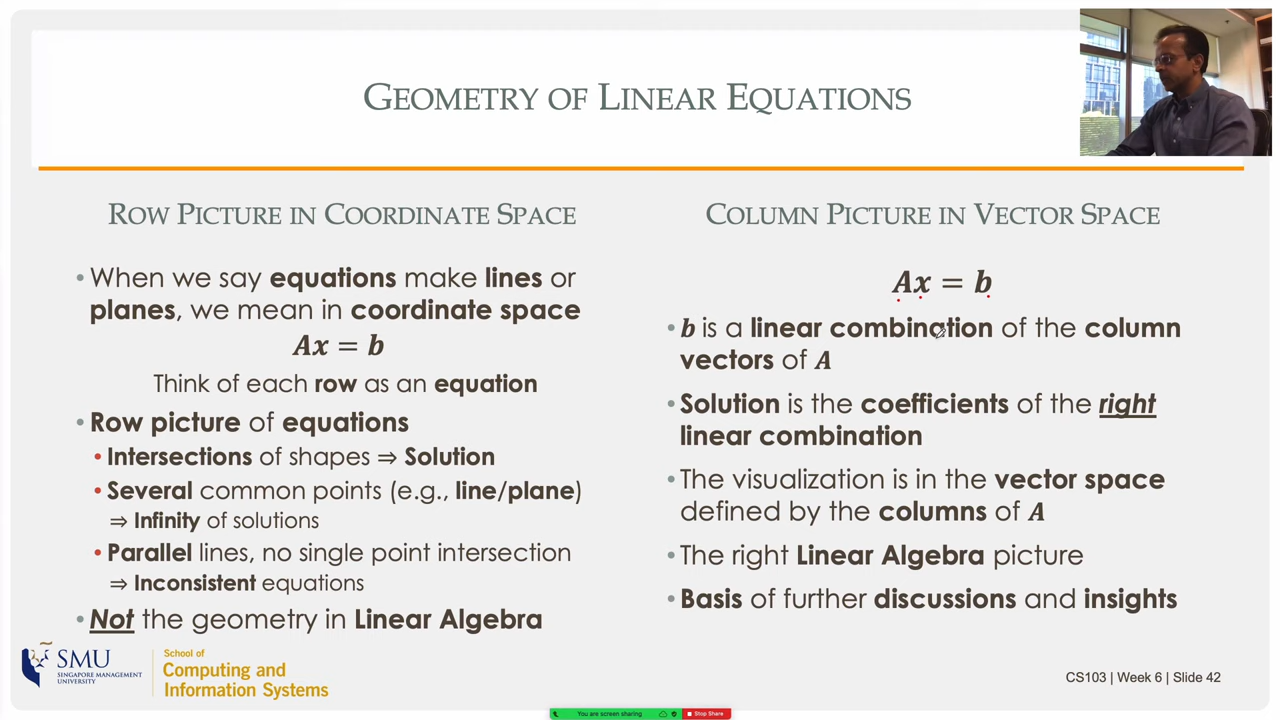 GEOMETRY OF LINEAR EQUATIONS
ROW PICTURE IN COORDINATE SPACE
• When we say equations make lines or
planes, we mean in coordinate space
Ax = b
Think of each row as an equation
• Row picture of equations
• Intersections of shapes ⇒ Solution
• Several common points (e.g., line/plane)
⇒ Infinity of solutions
• Parallel lines, no single point intersection
⇒ Inconsistent equations
• Not the geometry in Linear Algebra
COLUMN PICTURE IN VECTOR SPACE
Ax = b
• b is a linear combination of the column
vectors of A
• Solution is the coefficients of the right
linear combination
• The visualization is in the vector space
defined by the columns of A
• The right Linear Algebra picture
• Basis of further discussions and insights
SMU
SINGAPORE MANAGEMENT
UNIVERSITY
School of
Computing and
Information Systems
CS103 | Week 6 | Slide 42
You are screen sharing
Stop Share